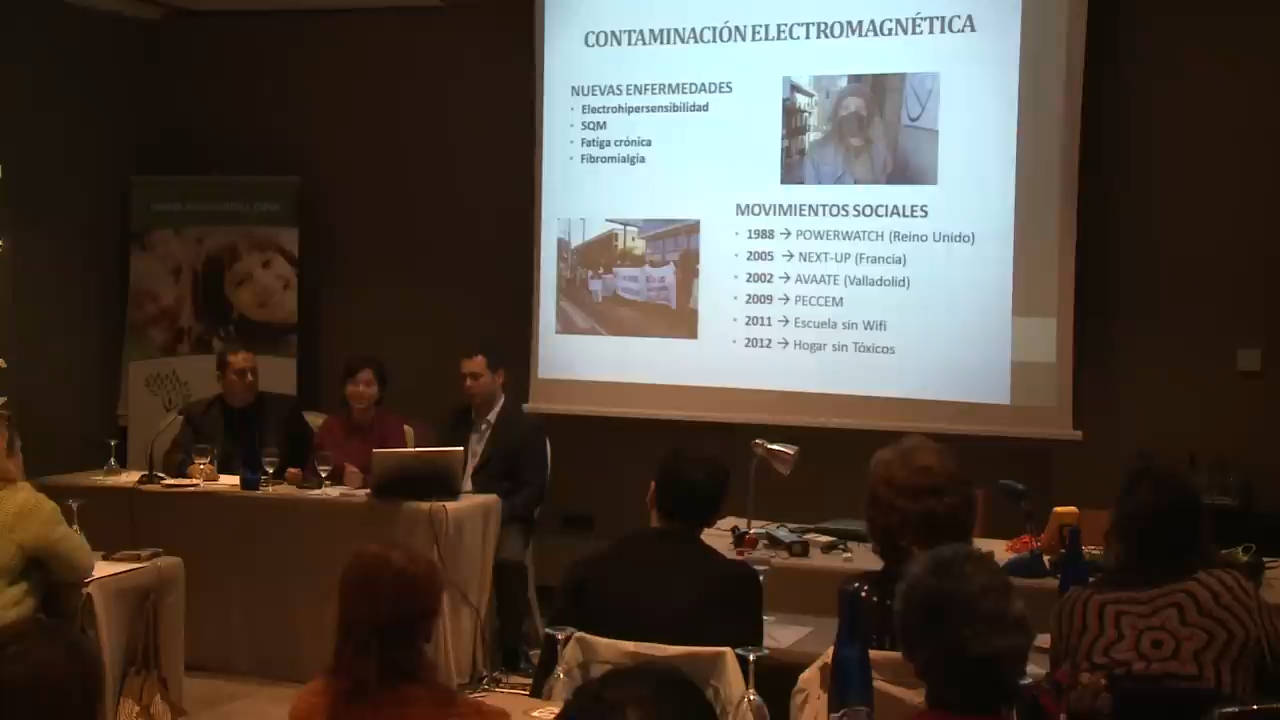 CONTAMINACIÓN ELECTROMAGNÉTICA
NUEVAS ENFERMEDADES
• Electrohipersensibilidad
• SQM
• Fatiga crónica
• Fibromialgia
MOVIMIENTOS SOCIALES
• 1988 → POWERWATCH (Reino Unido)
• 2005 → NEXT-UP (Francia)
• 2002 → AVAATE (Valladolid)
• 2009 → PECCEM
• 2011 → Escuela sin Wifi
• 2012 → Hogar sin Tóxicos